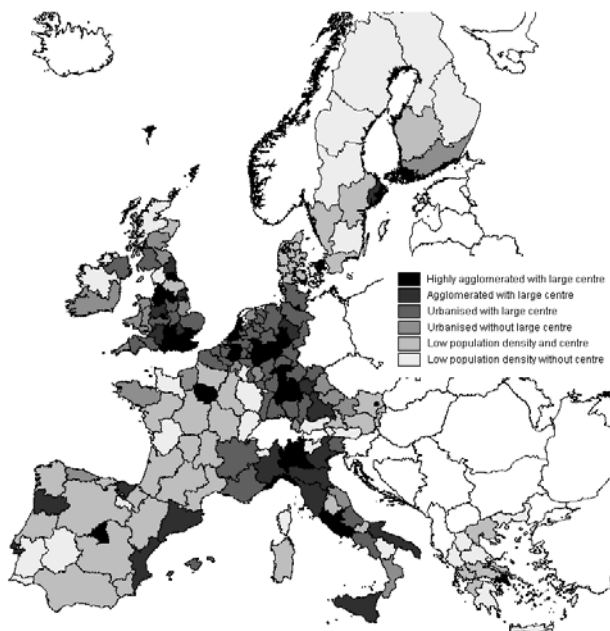 Highly agglomerated with large centre
Agglomerated with large centre
Urbanised with large centre
Urbanised without large centre
Low population density and centre
Low population density without centre